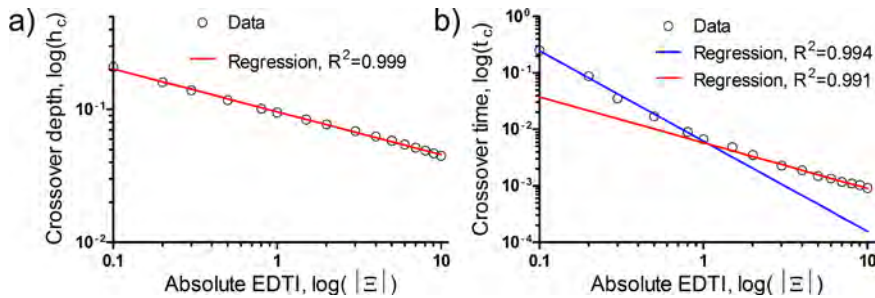 a)
Crossover depth, log(h_c)
10^-1
10^-2
0.1
1
10
Absolute EDTI, log( |Ξ| )
Data
Regression, R²=0.999
b)
Crossover time, log(t_c)
10^0
10^-1
10^-2
10^-3
10^-4
0.1
1
10
Absolute EDTI, log( |Ξ| )
Data
Regression, R²=0.994
Regression, R²=0.991